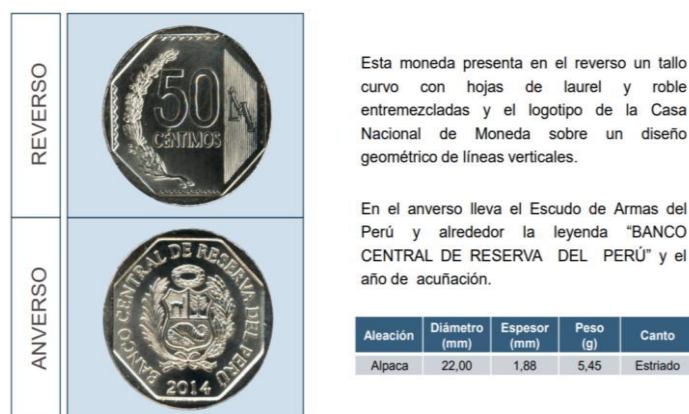 REVERSO
50
CÉNTIMOS
M
Esta moneda presenta en el reverso un tallo
curvo con hojas de laurel y roble
entremezcladas y el logotipo de la Casa
Nacional de Moneda sobre un diseño
geométrico de líneas verticales.
ANVERSO
BANCO CENTRAL DE RESERVA DEL PERÚ
2014
En el anverso lleva el Escudo de Armas del
Perú y alrededor la leyenda “BANCO
CENTRAL DE RESERVA DEL PERÚ” y el
año de acuñación.
Aleación Diámetro (mm) Espesor (mm) Peso (g) Canto
Alpaca 22,00 1,88 5,45 Estriado